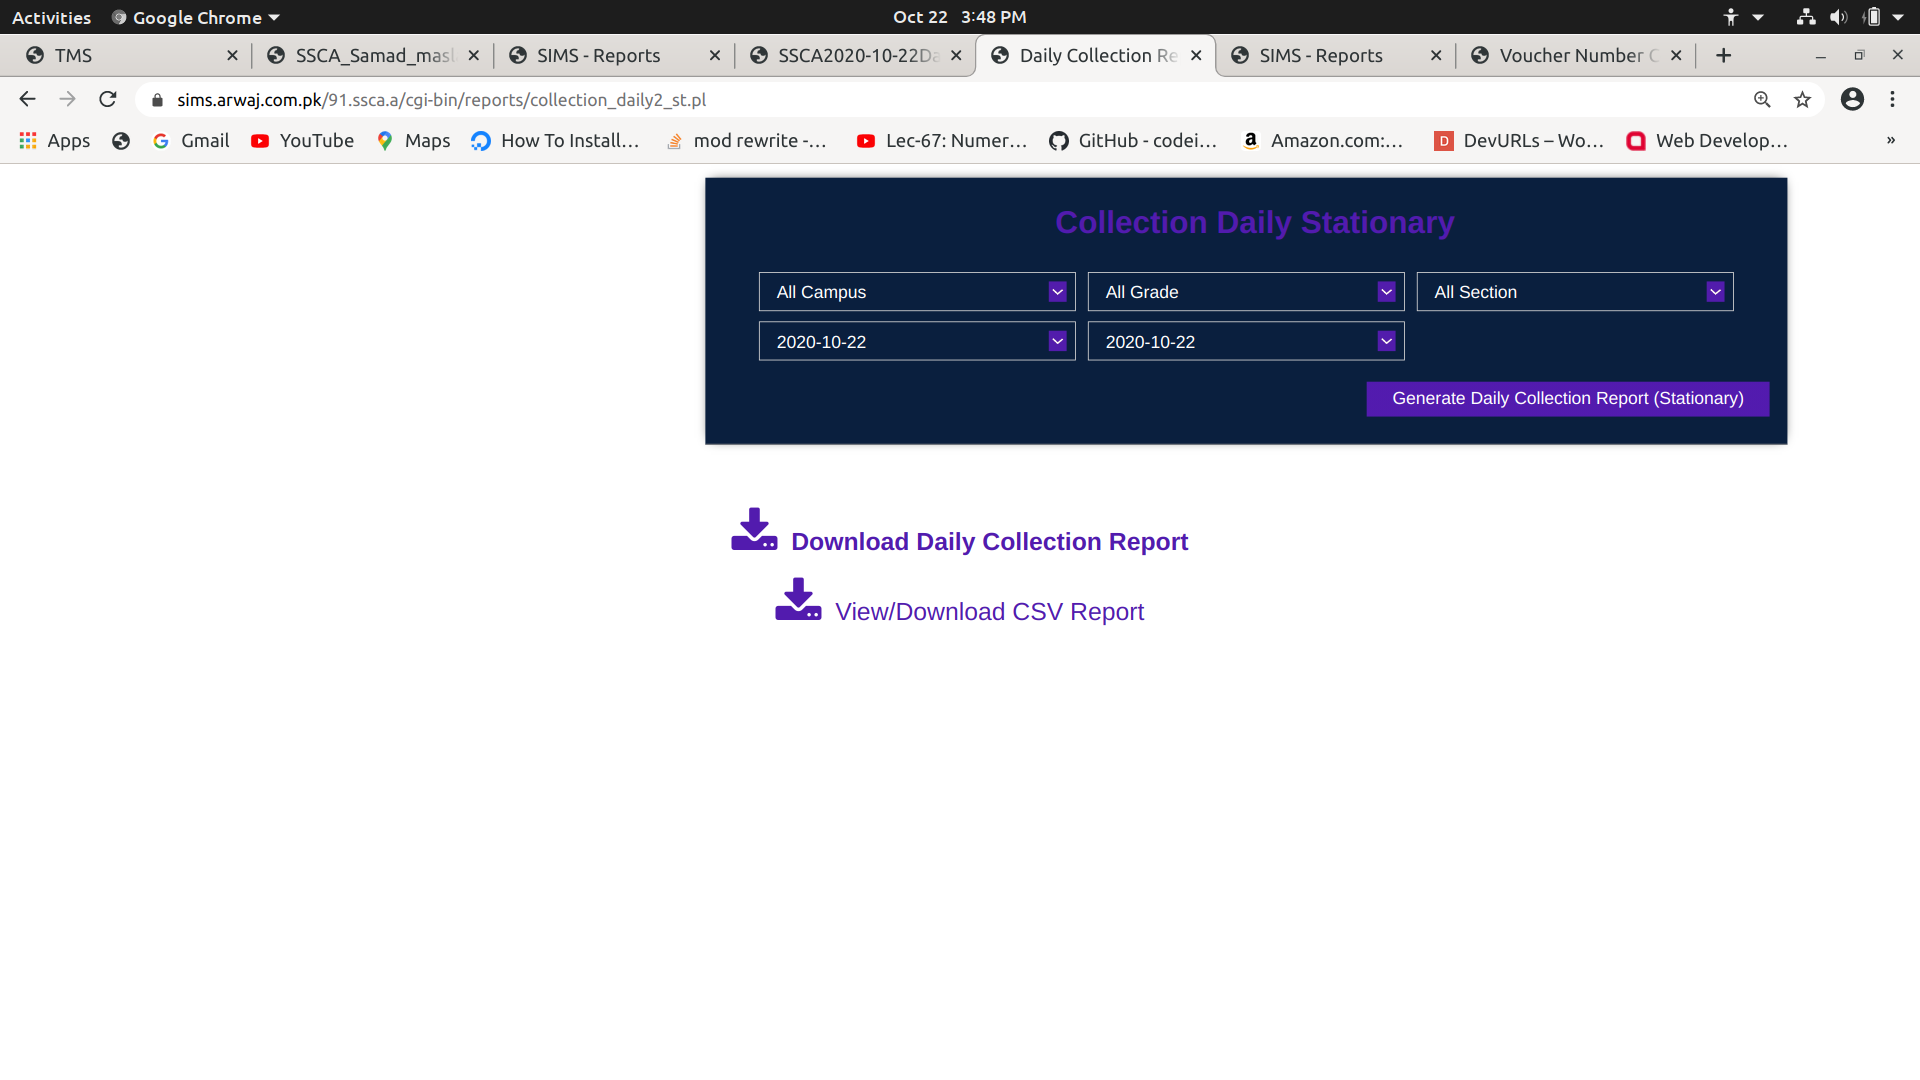 Activities Google Chrome Oct 22 3:48 PM
TMS SSCA_Samad_masl SIMS - Reports SSCA2020-10-22Da Daily Collection Re SIMS - Reports Voucher Number C
sims.arwaj.com.pk/91.ssca.a/cgi-bin/reports/collection_daily2_st.pl
Apps Gmail YouTube Maps How To Install... mod rewrite -... Lec-67: Numer... GitHub - codei... Amazon.com:... DevURLs – Wo... Web Develop... »
Collection Daily Stationary
All Campus All Grade All Section
2020-10-22 2020-10-22
Generate Daily Collection Report (Stationary)
Download Daily Collection Report
View/Download CSV Report